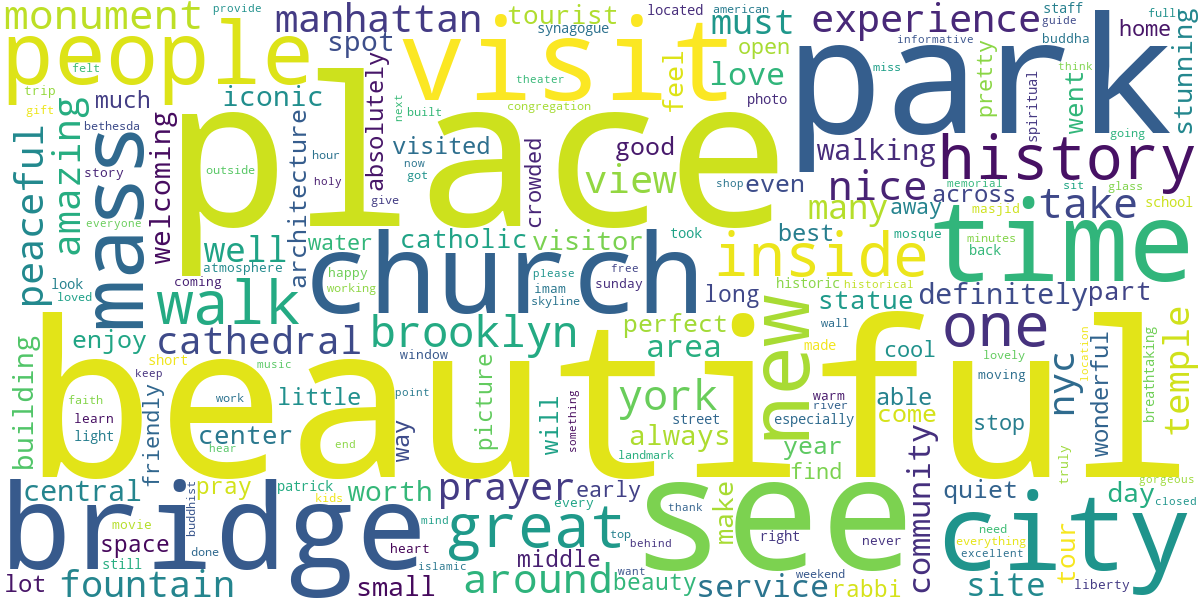 monument
provide
manhattan
tourist
located
american
must
experience
staff
full
guide
home
people
spot
synagogue
visit
open
informative
buddha
park
stunning
felt
trip
gift
iconic
theater
love
miss
pretty
think
went
much
absolutely
next
built
congregation
feel
photo
spiritual
going
bethesda
amazing
place
peaceful
mass
welcoming
architecture
hour
now
got
visited
crowded
good
walking
history
story
holy
outside
give
view
shop
even
nice
across
memorial
sit
glass
school
everyone
many
away
masjid
take
well
water
catholic
visitor
took
best
mosque
minutes
back
time
atmosphere
church
inside
look
loved
coming
happy
working
please
imam
skyline
free
sunday
long
historic
historical
statue
definitely
part
walk
enjoy
cathedral
brooklyn
perfect
new
wall
one
temple
building
short
music
window
area
made
cool
lovely
nyc
location
breathtaking
keep
beautiful
faith
learn
light
friendly
work
little
point
picture
york
street
warm
river
able
moving
wonderful
center
way
will
something
always
especially
come
stop
hear
end
landmark
year
find
community
truly
gorgeous
central
buddhist
pray
patrick
kids
worth
prayer
early
every
see
make
thank
quiet
day
closed
bridge
movie
space
still
done
mind
heart
islamic
great
top
behind
middle
right
never
city
need
everything
excellent
tour
lot
fountain
small
around
want
beauty
service
weekend
rabbi
site
liberty